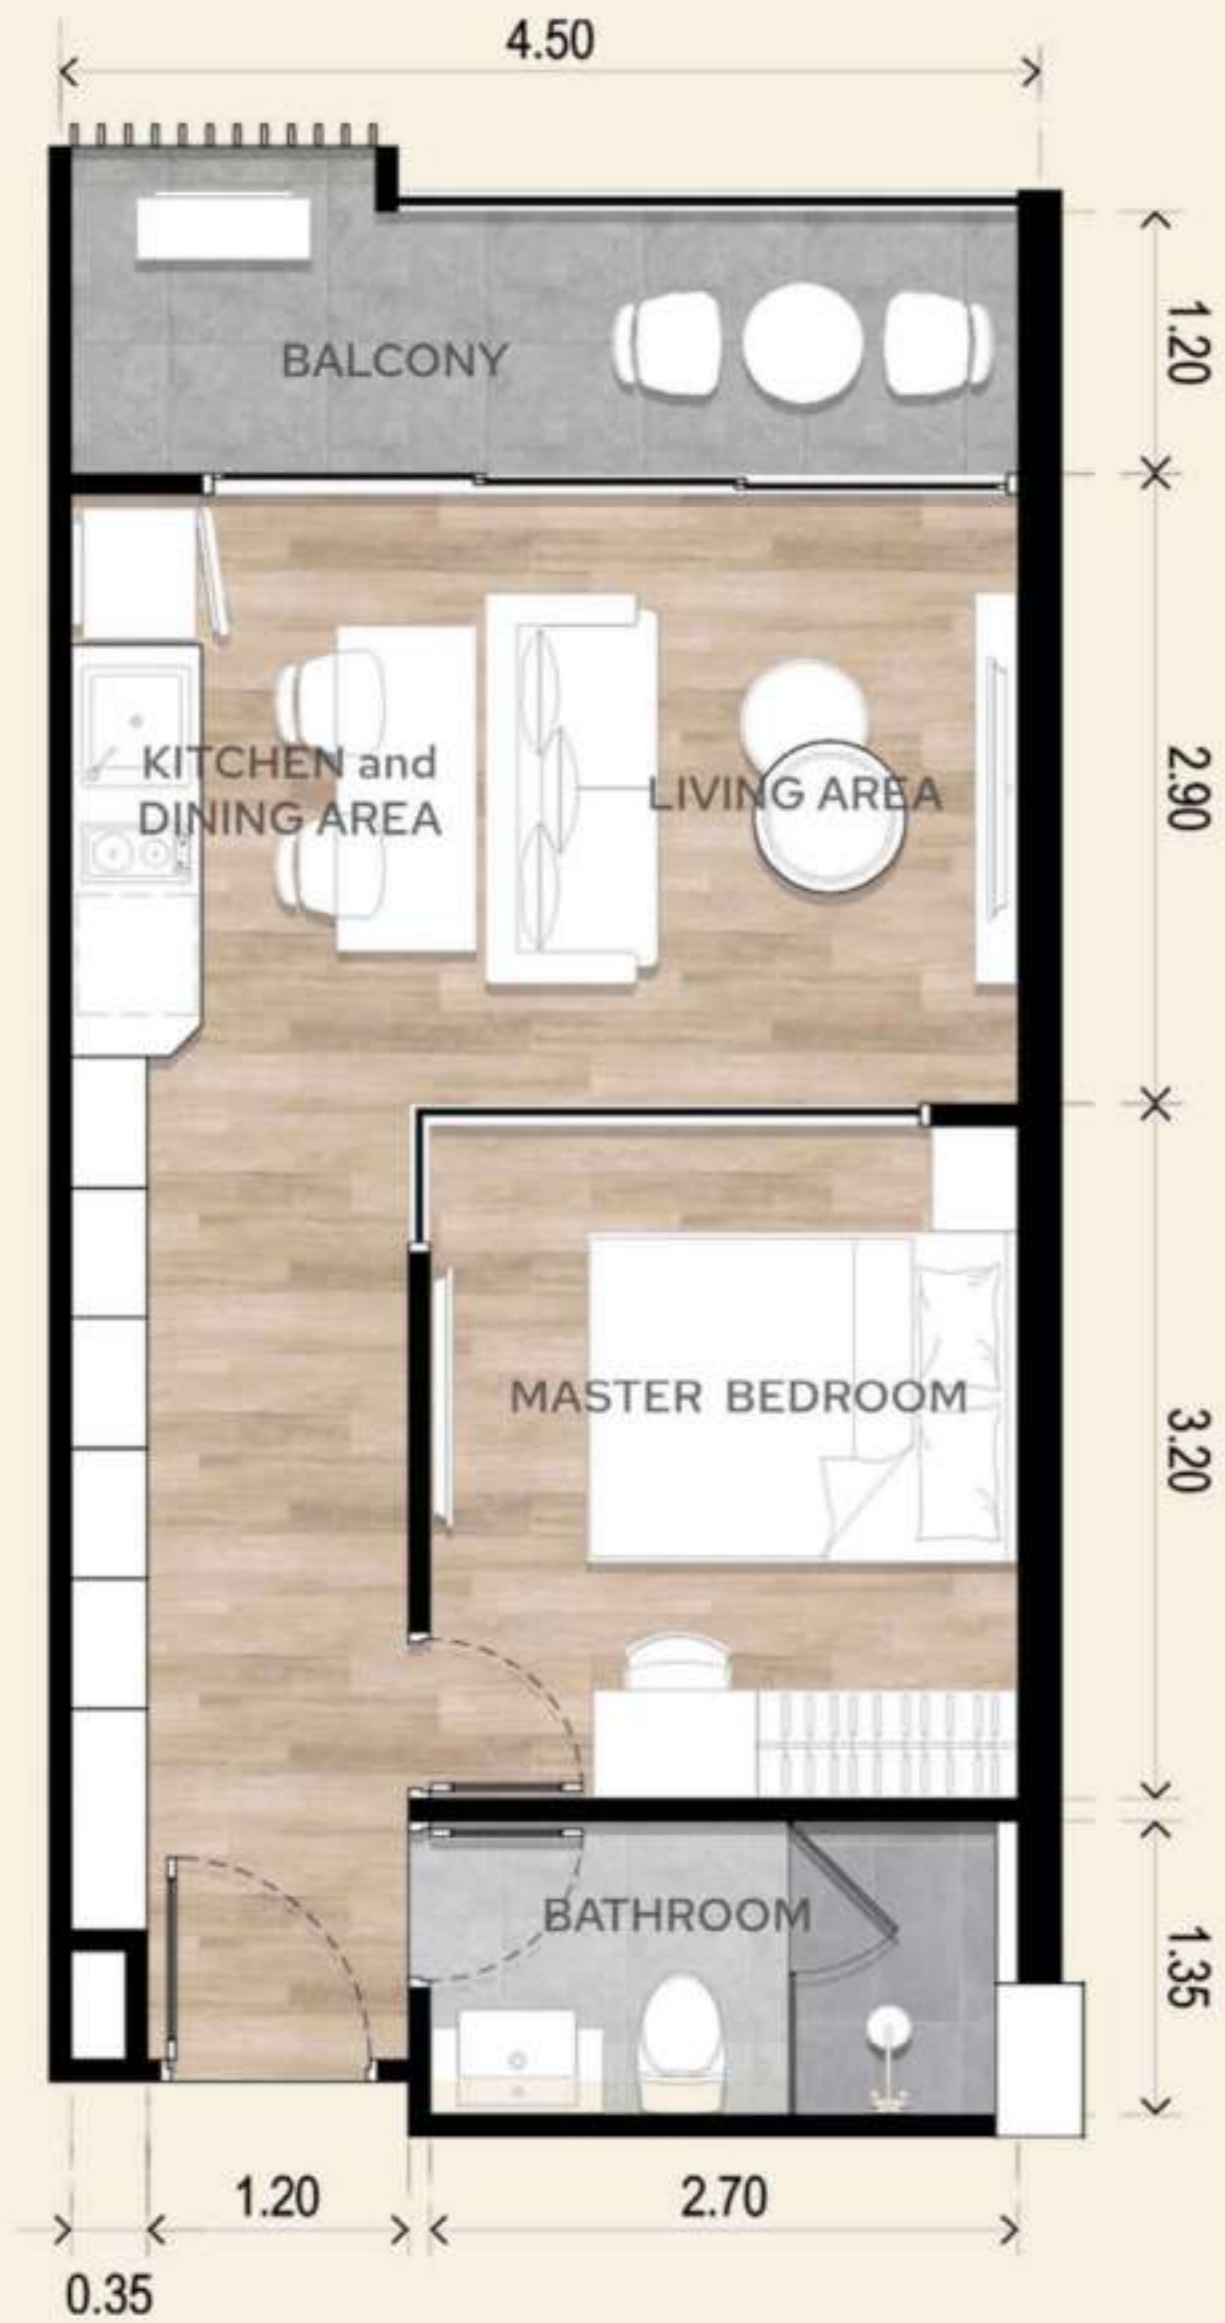 4.50
BALCONY
1.20
KITCHEN and
DINING AREA
LIVING AREA
2.90
MASTER BEDROOM
3.20
BATHROOM
1.35
1.20
2.70
0.35